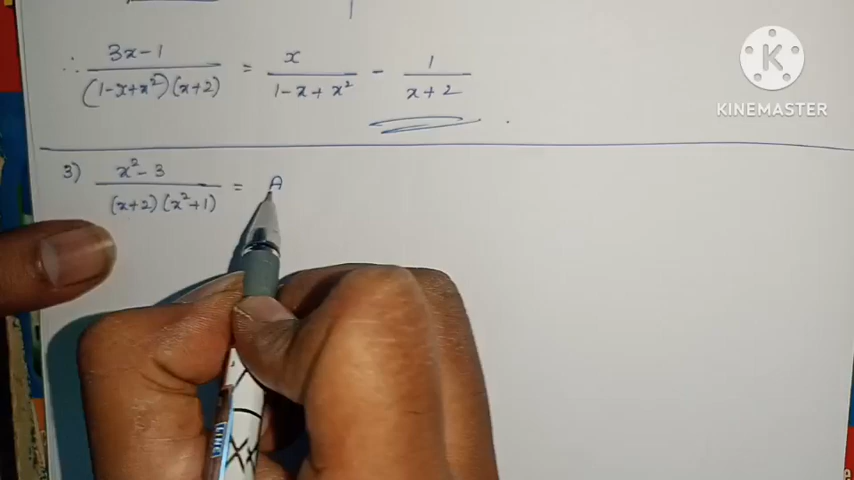 ∴ (3x-1)/((1-x+x²)(x+2)) = x/(1-x+x²) - 1/(x+2) .
K
KINEMASTER
3) (x²-3)/((x+2)(x²+1)) = A